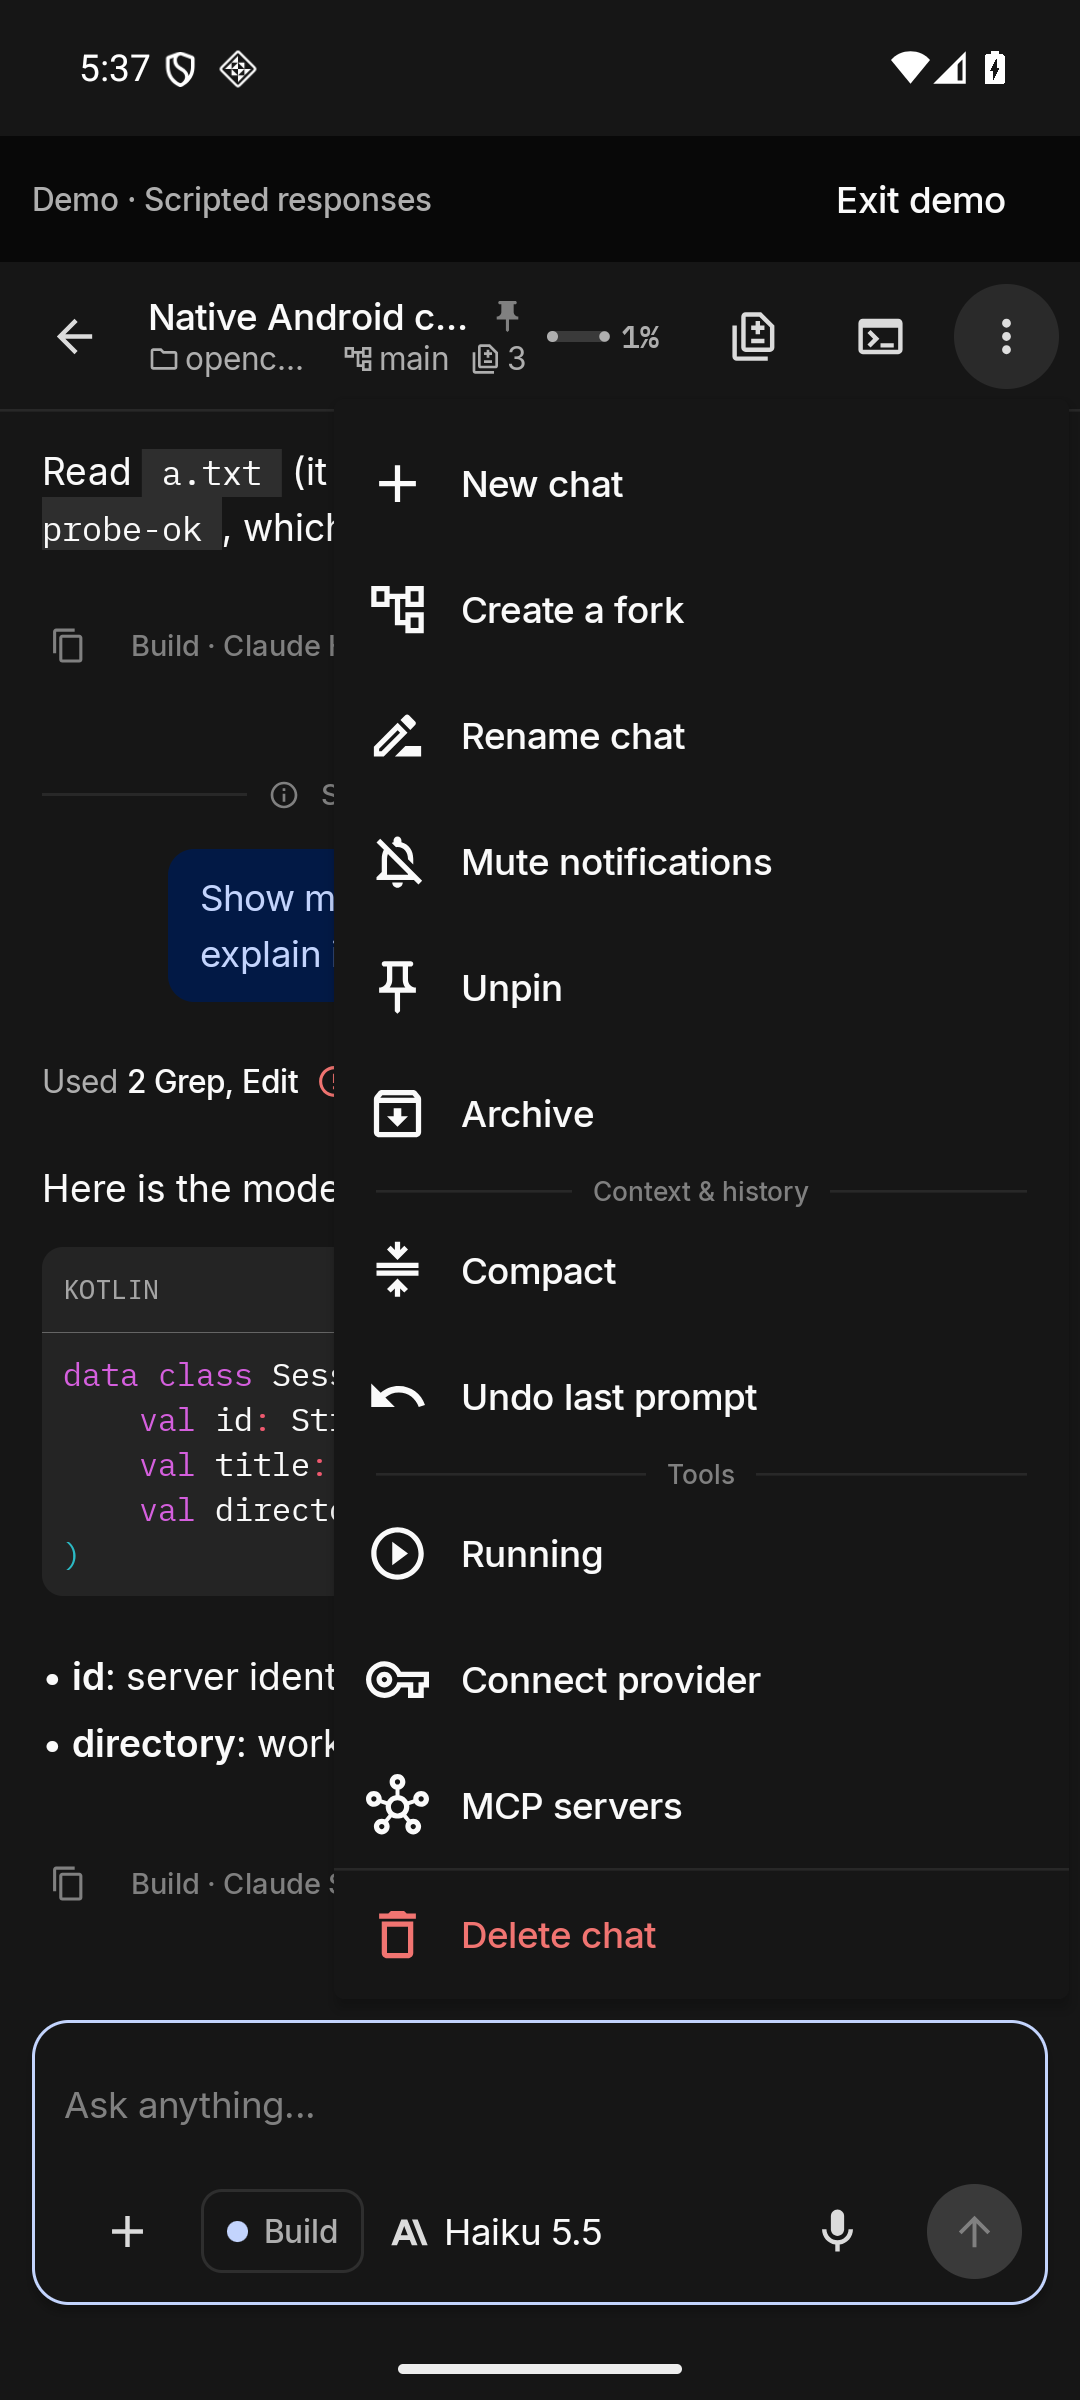 5:37
Demo · Scripted responses
Exit demo
Native Android c...
1%
openc...
main
3
Read a.txt (it
probe-ok , which
Build · Claude
New chat
Create a fork
Rename chat
Mute notifications
Unpin
Archive
Context & history
Compact
Undo last prompt
Tools
Running
Connect provider
MCP servers
Delete chat
Show m
explain
Used 2 Grep, Edit
Here is the mode
KOTLIN
data class Sess
val id: Str
val title:
val directo
)
• id: server ident
• directory: work
Build · Claude
Ask anything...
Build
Haiku 5.5